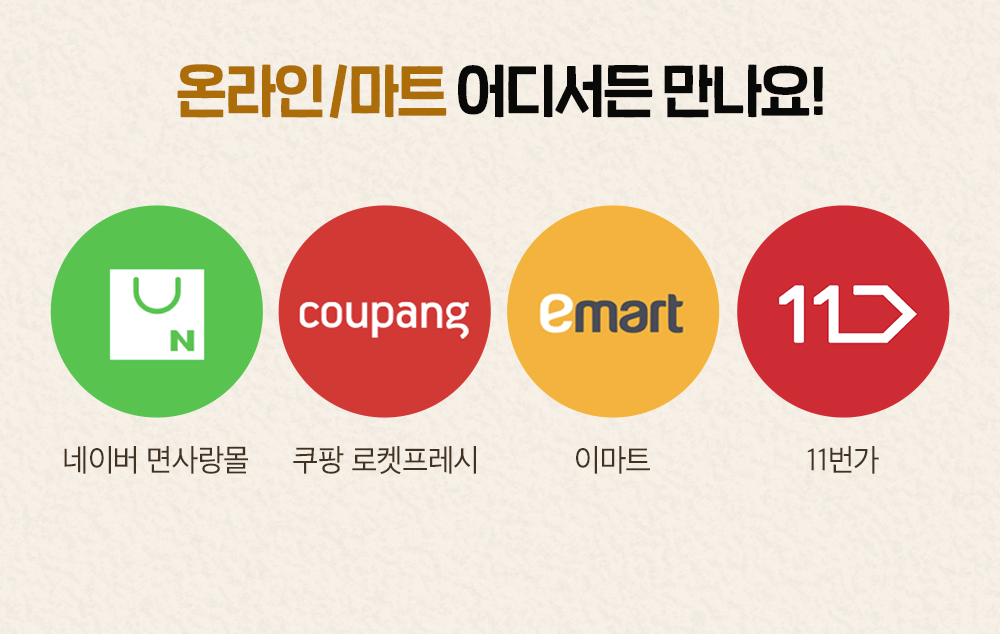 온라인/마트 어디서든 만나요!
N
coupang
emart
11
네이버 면사랑몰
쿠팡 로켓프레시
이마트
11번가